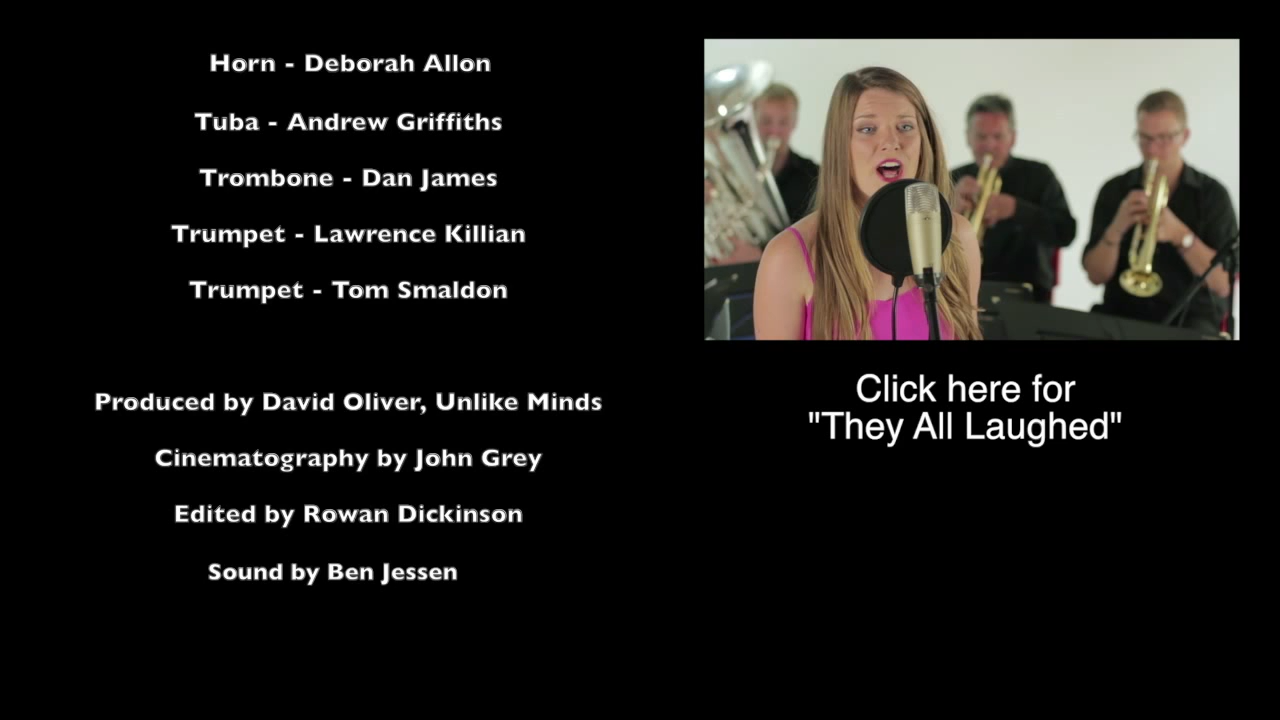 Horn - Deborah Allon
Tuba - Andrew Griffiths
Trombone - Dan James
Trumpet - Lawrence Killian
Trumpet - Tom Smaldon
Produced by David Oliver, Unlike Minds
Cinematography by John Grey
Edited by Rowan Dickinson
Sound by Ben Jessen
Click here for
"They All Laughed"